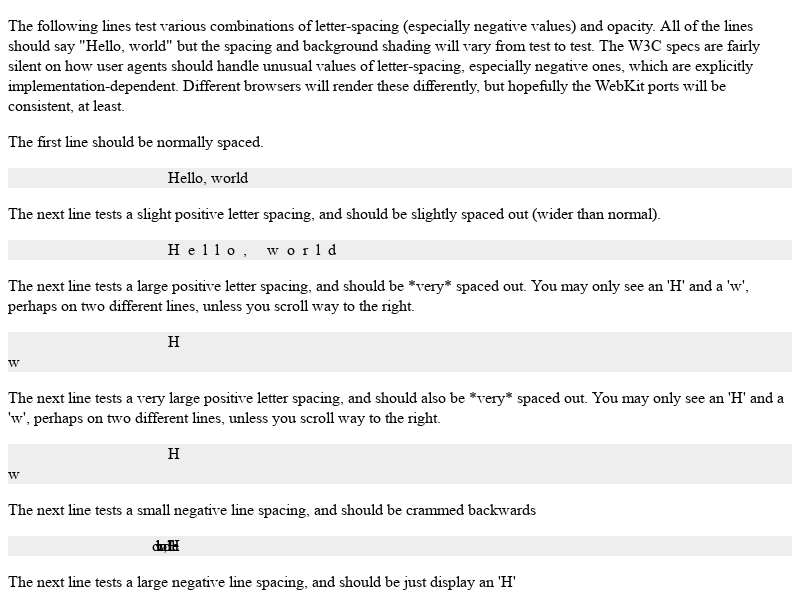 The following lines test various combinations of letter-spacing (especially negative values) and opacity. All of the lines
should say "Hello, world" but the spacing and background shading will vary from test to test. The W3C specs are fairly
silent on how user agents should handle unusual values of letter-spacing, especially negative ones, which are explicitly
implementation-dependent. Different browsers will render these differently, but hopefully the WebKit ports will be
consistent, at least.
The first line should be normally spaced.
Hello, world
The next line tests a slight positive letter spacing, and should be slightly spaced out (wider than normal).
H e l l o ,   w o r l d
The next line tests a large positive letter spacing, and should be *very* spaced out. You may only see an 'H' and a 'w',
perhaps on two different lines, unless you scroll way to the right.
H
w
The next line tests a very large positive letter spacing, and should also be *very* spaced out. You may only see an 'H' and a
'w', perhaps on two different lines, unless you scroll way to the right.
H
w
The next line tests a small negative line spacing, and should be crammed backwards
The next line tests a large negative line spacing, and should be just display an 'H'